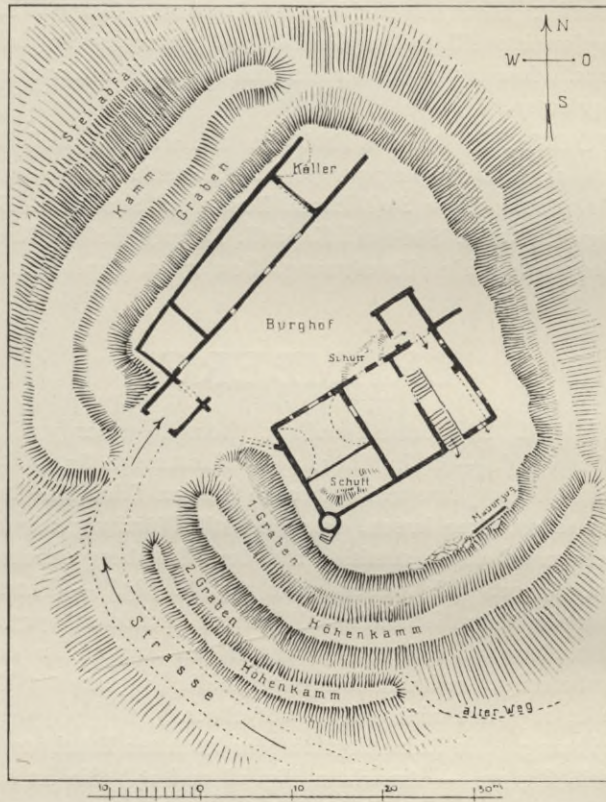 N
W O
S
Steilabfall
Kamm
Graben
Keller
Burghof
Schutt
Schutt
Mauerzug
1. Graben
2. Graben
Höhenkamm
Höhenkamm
Strasse
alter Weg
10 0 10 20 30m